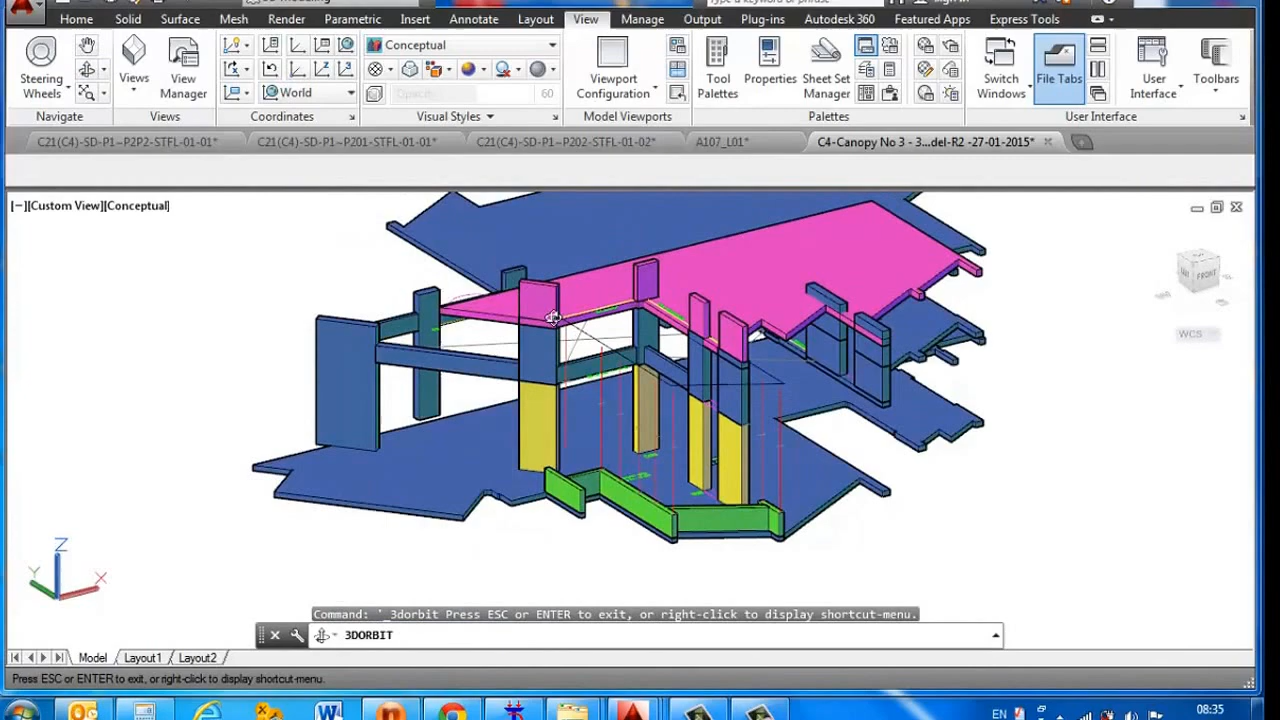 Home Solid Surface Mesh Render Parametric Insert Annotate Layout View Manage Output Plug-ins Autodesk 360 Featured Apps Express Tools
Conceptual
Steering Wheels
Views
View Manager
World
Opacity 60
Viewport Configuration
Tool Palettes
Properties
Sheet Set Manager
Switch Windows
File Tabs
User Interface
Toolbars
Navigate Views Coordinates Visual Styles Model Viewports Palettes User Interface
C21(C4)-SD-P1~P2P2-STFL-01-01* C21(C4)-SD-P1~P201-STFL-01-01* C21(C4)-SD-P1~P202-STFL-01-02* A107_L01* C4-Canopy No 3 - 3...del-R2 -27-01-2015*
[−][Custom View][Conceptual]
FRONT
WCS
Z
Y
X
Command: '_3dorbit Press ESC or ENTER to exit, or right-click to display shortcut-menu.
3DORBIT
Model Layout1 Layout2
Press ESC or ENTER to exit, or right-click to display shortcut-menu.
EN
08:35